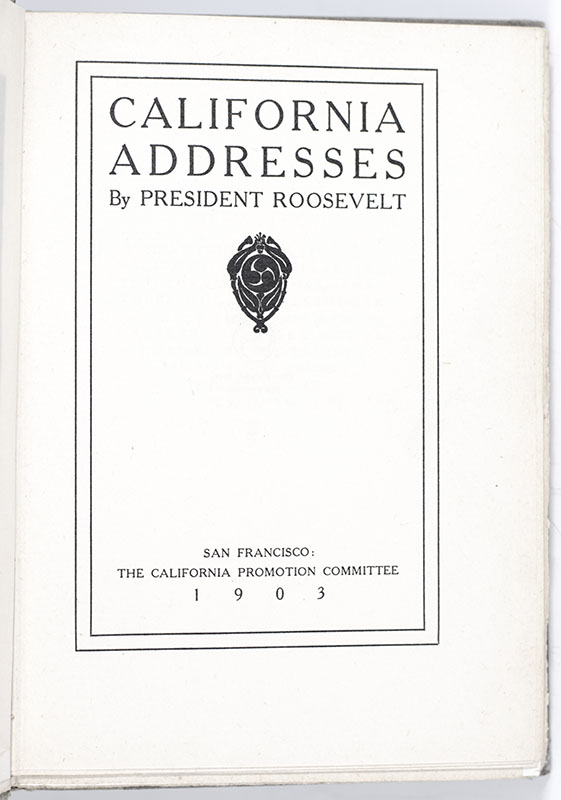 CALIFORNIA
ADDRESSES
By PRESIDENT ROOSEVELT
SAN FRANCISCO:
THE CALIFORNIA PROMOTION COMMITTEE
1 9 0 3